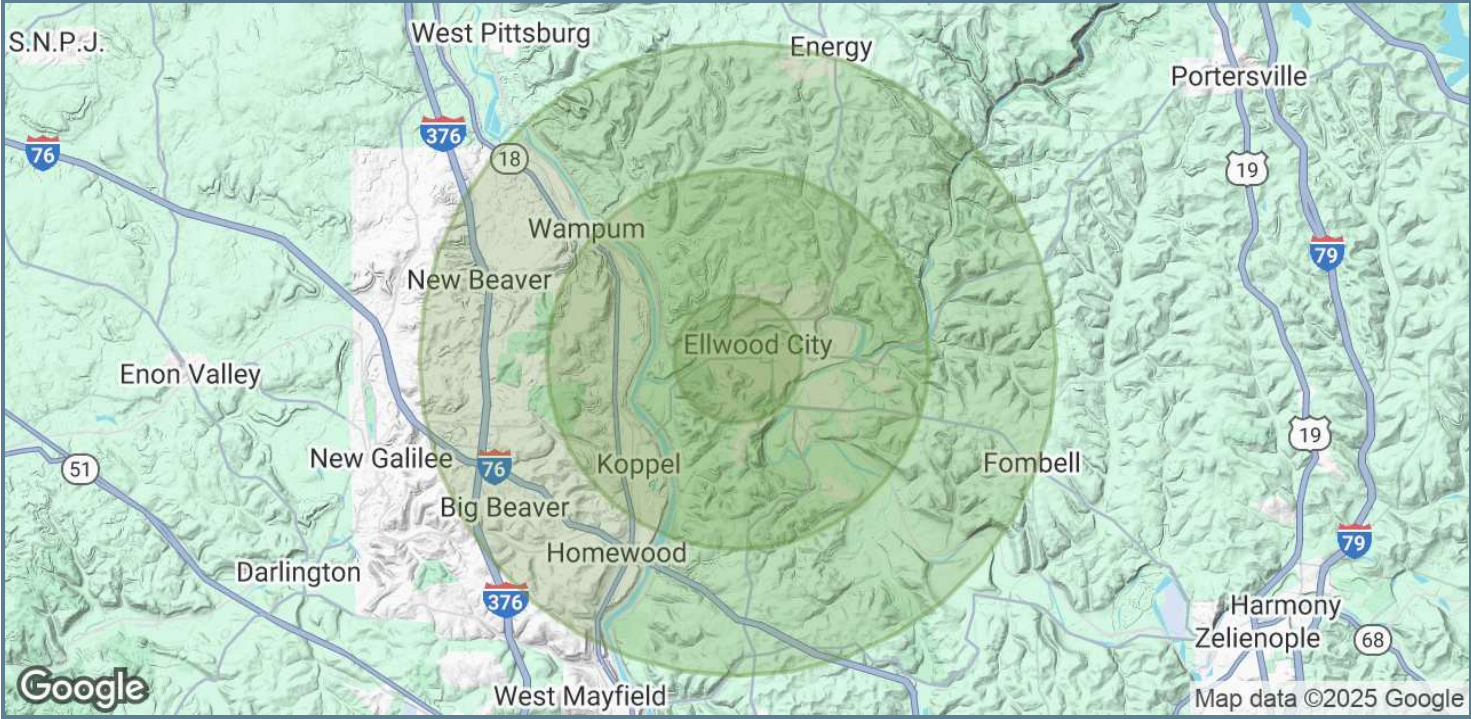 West Pittsburg
S.N.P.J.
Energy
Portersville
376
76
18
19
Wampum
79
New Beaver
Ellwood City
Enon Valley
19
New Galilee
76
Koppel
Fombell
51
Big Beaver
Homewood
79
Darlington
376
Harmony
Zelienople
68
Google
West Mayfield
Map data ©2025 Google